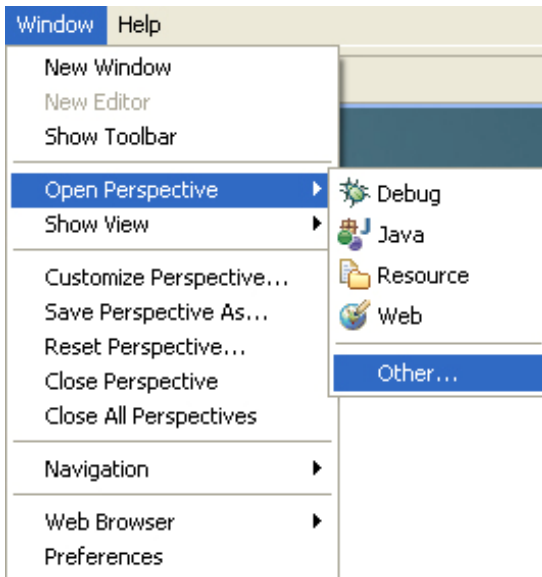 Window Help
New Window
New Editor
Show Toolbar
Open Perspective
Show View
Customize Perspective...
Save Perspective As...
Reset Perspective...
Close Perspective
Close All Perspectives
Navigation
Web Browser
Preferences
Debug
Java
Resource
Web
Other...